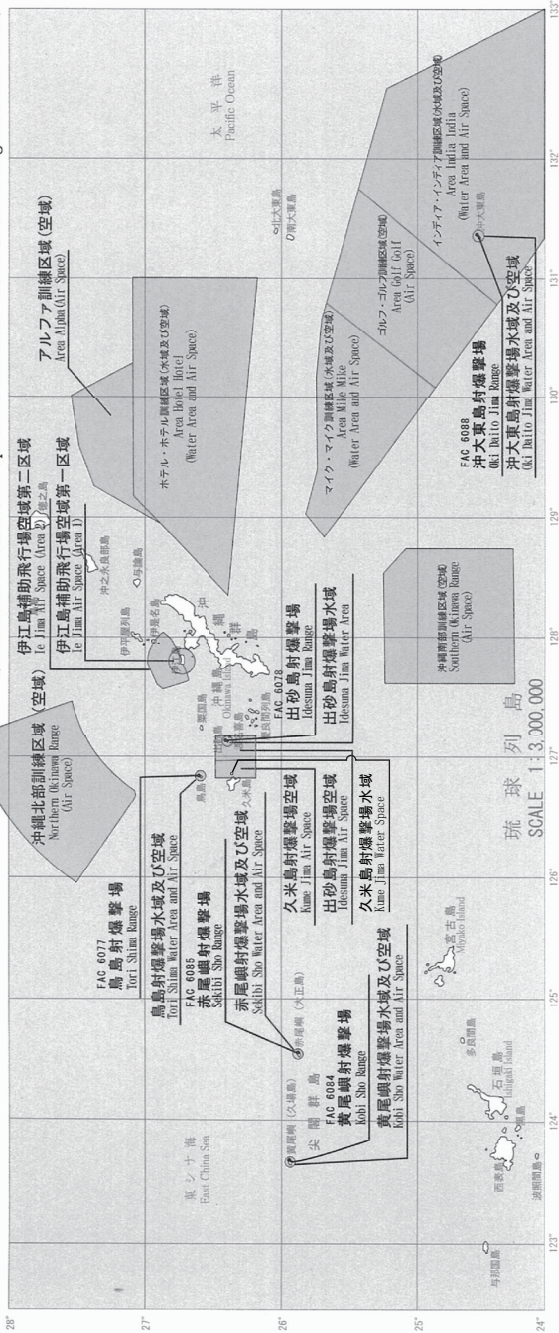 28°
27°
26°
25°
24°
123°
124°
125°
126°
127°
128°
129°
130°
131°
132°
133°
太平洋
Pacific Ocean
東シナ海
East China Sea
沖縄北部訓練区域(空域)
Northern Okinawa Range
(Air Space)
伊江島補助飛行場空域第二区域
Ie Jima Air Space (Area 2)
伊江島補助飛行場空域第一区域
Ie Jima Air Space (Area 1)
アルファ訓練区域(空域)
Area Alpha(Air Space)
ホテル・ホテル訓練区域(水域及び空域)
Area Hotel Hotel
(Water Area and Air Space)
マイク・マイク訓練区域(水域及び空域)
Area Mike Mike
(Water Area and Air Space)
ゴルフ・ゴルフ訓練区域(空域)
Area Golf Golf
(Air Space)
インディア・インディア訓練区域(水域及び空域)
Area India India
(Water Area and Air Space)
FAC 6088
沖大東島射爆撃場
Oki Daito Jima Range
沖大東島射爆撃場水域及び空域
Oki Daito Jima Water Area and Air Space
沖縄南部訓練区域(空域)
Southern Okinawa Range
(Air Space)
FAC 6078
出砂島射爆撃場
Idesuna Jima Range
出砂島射爆撃場水域
Idesuna Jima Water Area
久米島射爆撃場空域
Kume Jima Air Space
出砂島射爆撃場空域
Idesuna Jima Air Space
久米島射爆撃場水域
Kume Jima Water Space
FAC 6077
鳥島射爆撃場
Tori Shima Range
鳥島射爆撃場水域及び空域
Tori Shima Water Area and Air Space
FAC 6085
赤尾嶼射爆撃場
Sekibi Sho Range
赤尾嶼射爆撃場水域及び空域
Sekibi Sho Water Area and Air Space
FAC 6084
黄尾嶼射爆撃場
Kobi Sho Range
黄尾嶼射爆撃場水域及び空域
Kobi Sho Water Area and Air Space
徳之島
沖之永良部島
与論島
伊平屋列島
伊是名島
沖縄群島
沖縄島
Okinawa Island
粟国島
鳥島
久米島
北大東島
南大東島
沖大東島
赤尾嶼(大正島)
黄尾嶼(久場島)
尖閣群島
宮古島
Miyako Island
多良間島
石垣島
Ishigaki Island
黒島
西表島
波照間島
与那国島
琉球列島
SCALE 1:3,000,000